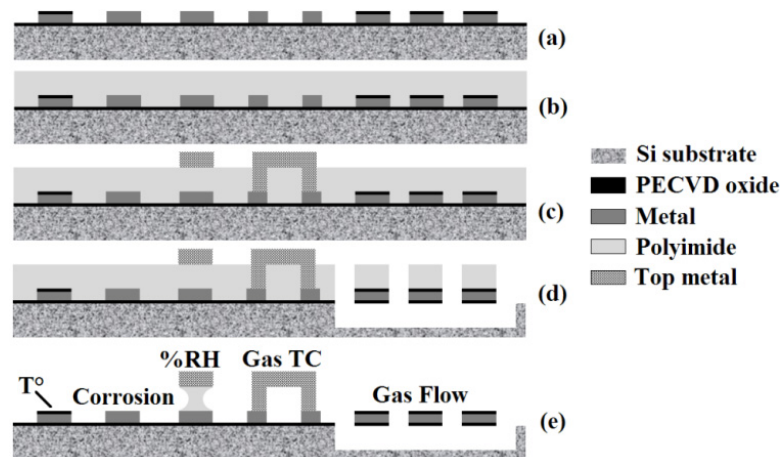 (a)
(b)
Si substrate
PECVD oxide
(c)
Metal
Polyimide
Top metal
(d)
%RH Gas TC
T° Corrosion Gas Flow
(e)